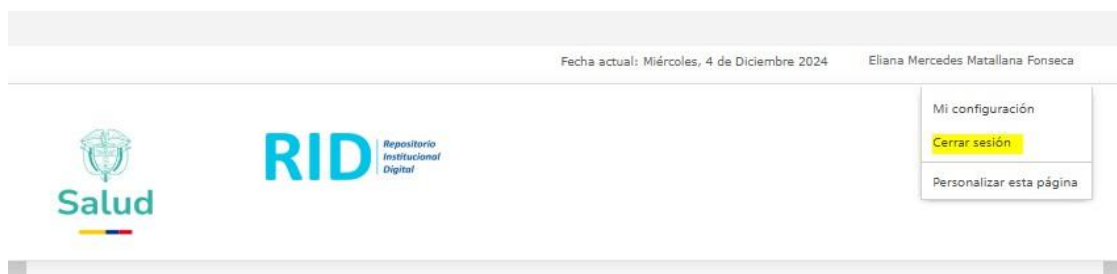 Fecha actual: Miércoles, 4 de Diciembre 2024 Eliana Mercedes Matallana Fonseca
Mi configuración
Cerrar sesión
Personalizar esta página
RID
Repositorio
Institucional
Digital
Salud